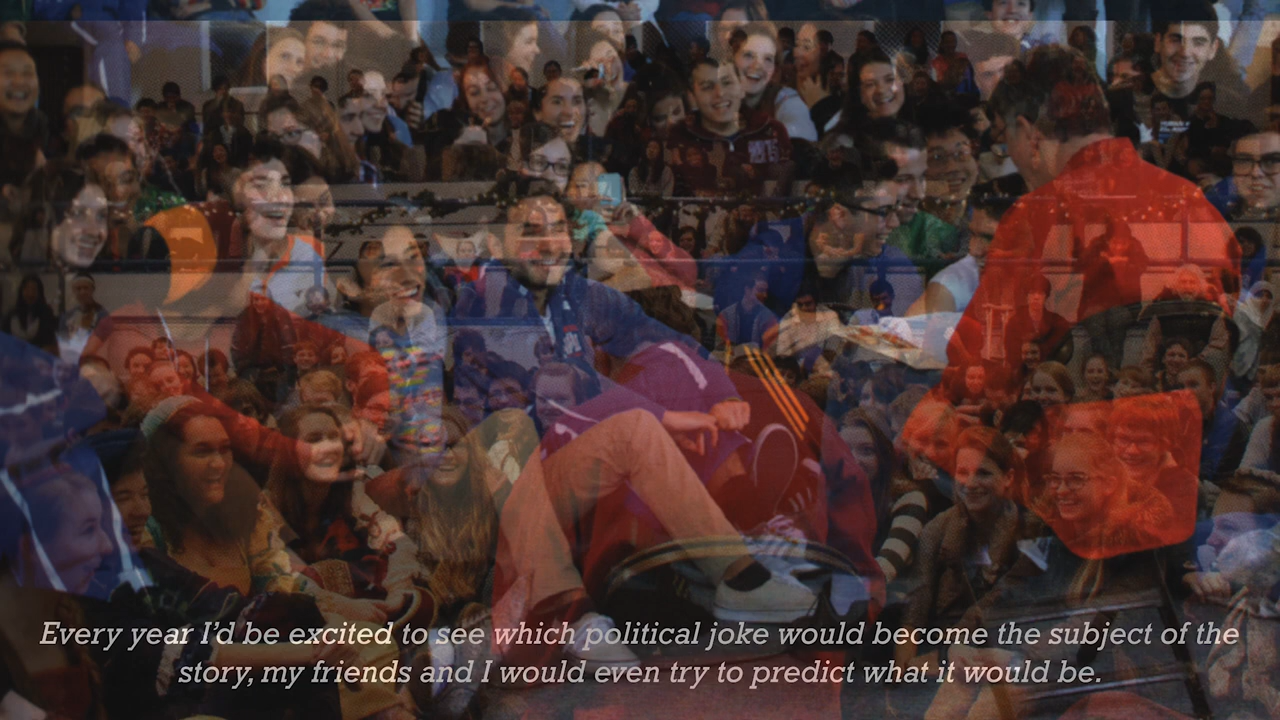 Every year I'd be excited to see which political joke would become the subject of the
story, my friends and I would even try to predict what it would be.